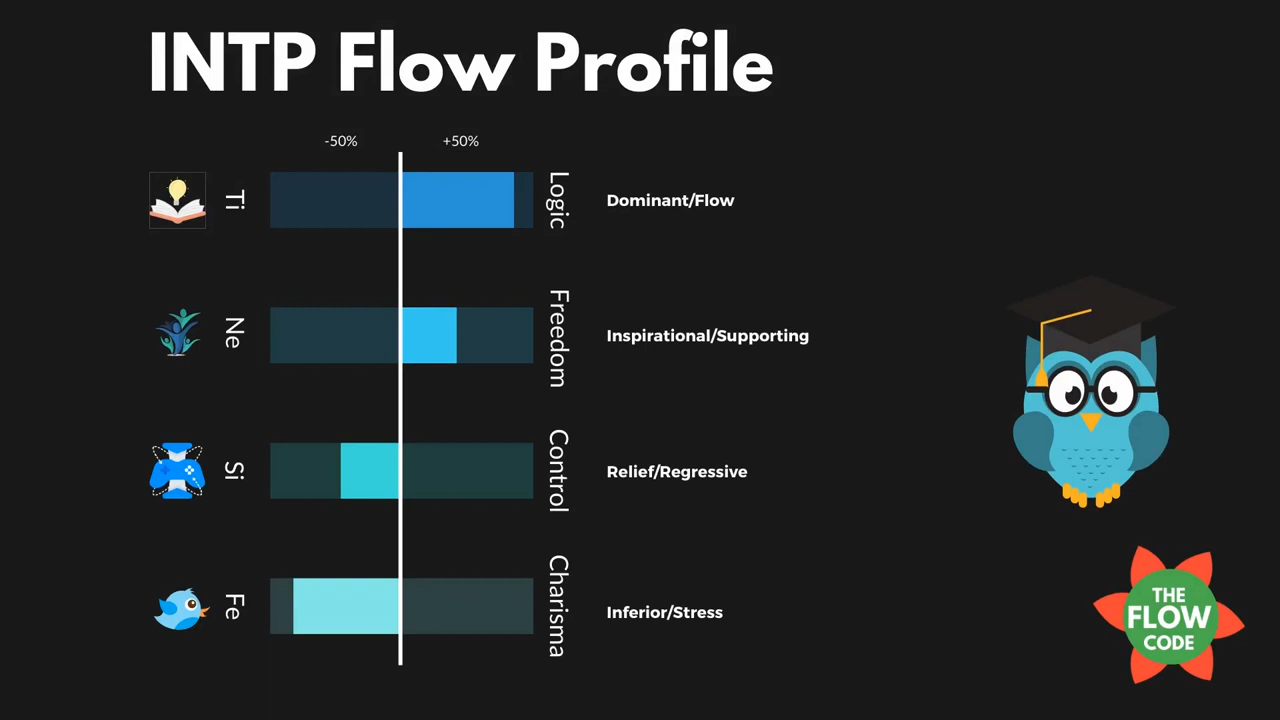 INTP Flow Profile
-50%
+50%
Ti
Logic
Dominant/Flow
Ne
Freedom
Inspirational/Supporting
Si
Control
Relief/Regressive
Fe
Charisma
Inferior/Stress
THE
FLOW
CODE